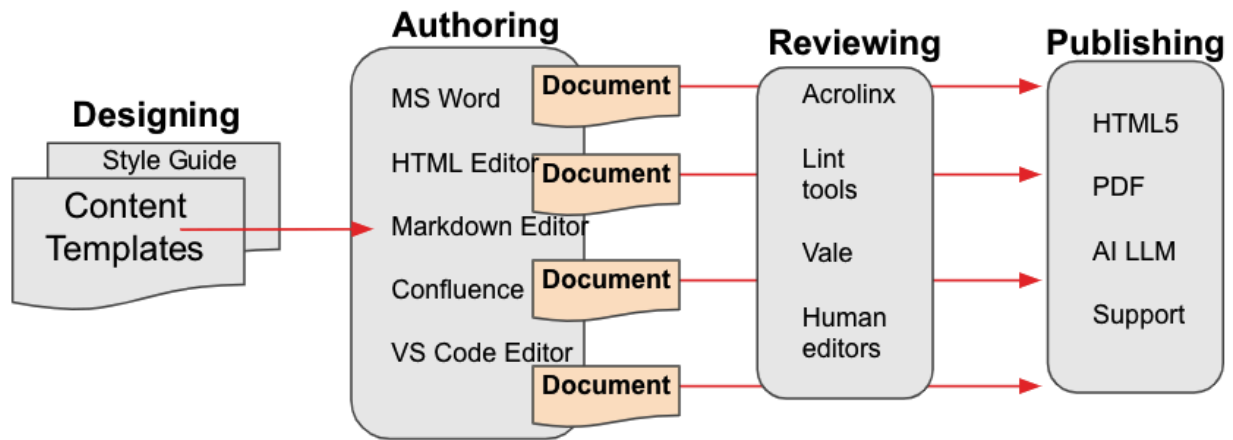 Designing
Style Guide
Content
Templates
Authoring
MS Word
HTML Editor
Markdown Editor
Confluence
VS Code Editor
Document
Document
Document
Document
Reviewing
Acrolinx
Lint
tools
Vale
Human
editors
Publishing
HTML5
PDF
AI LLM
Support